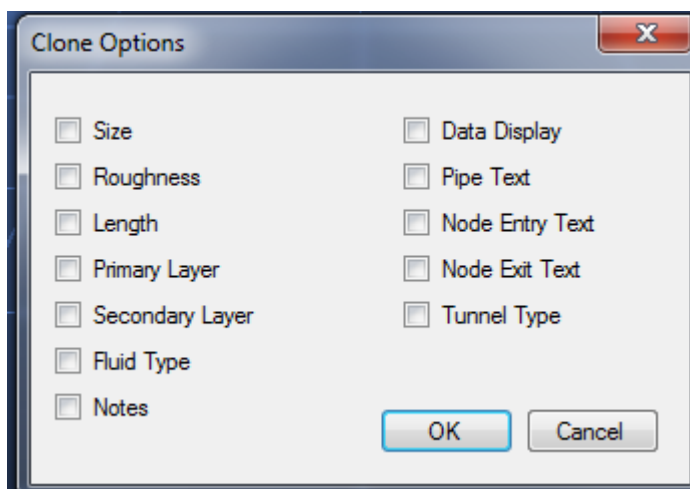 Clone Options
Size
Roughness
Length
Primary Layer
Secondary Layer
Fluid Type
Notes
Data Display
Pipe Text
Node Entry Text
Node Exit Text
Tunnel Type
OK
Cancel